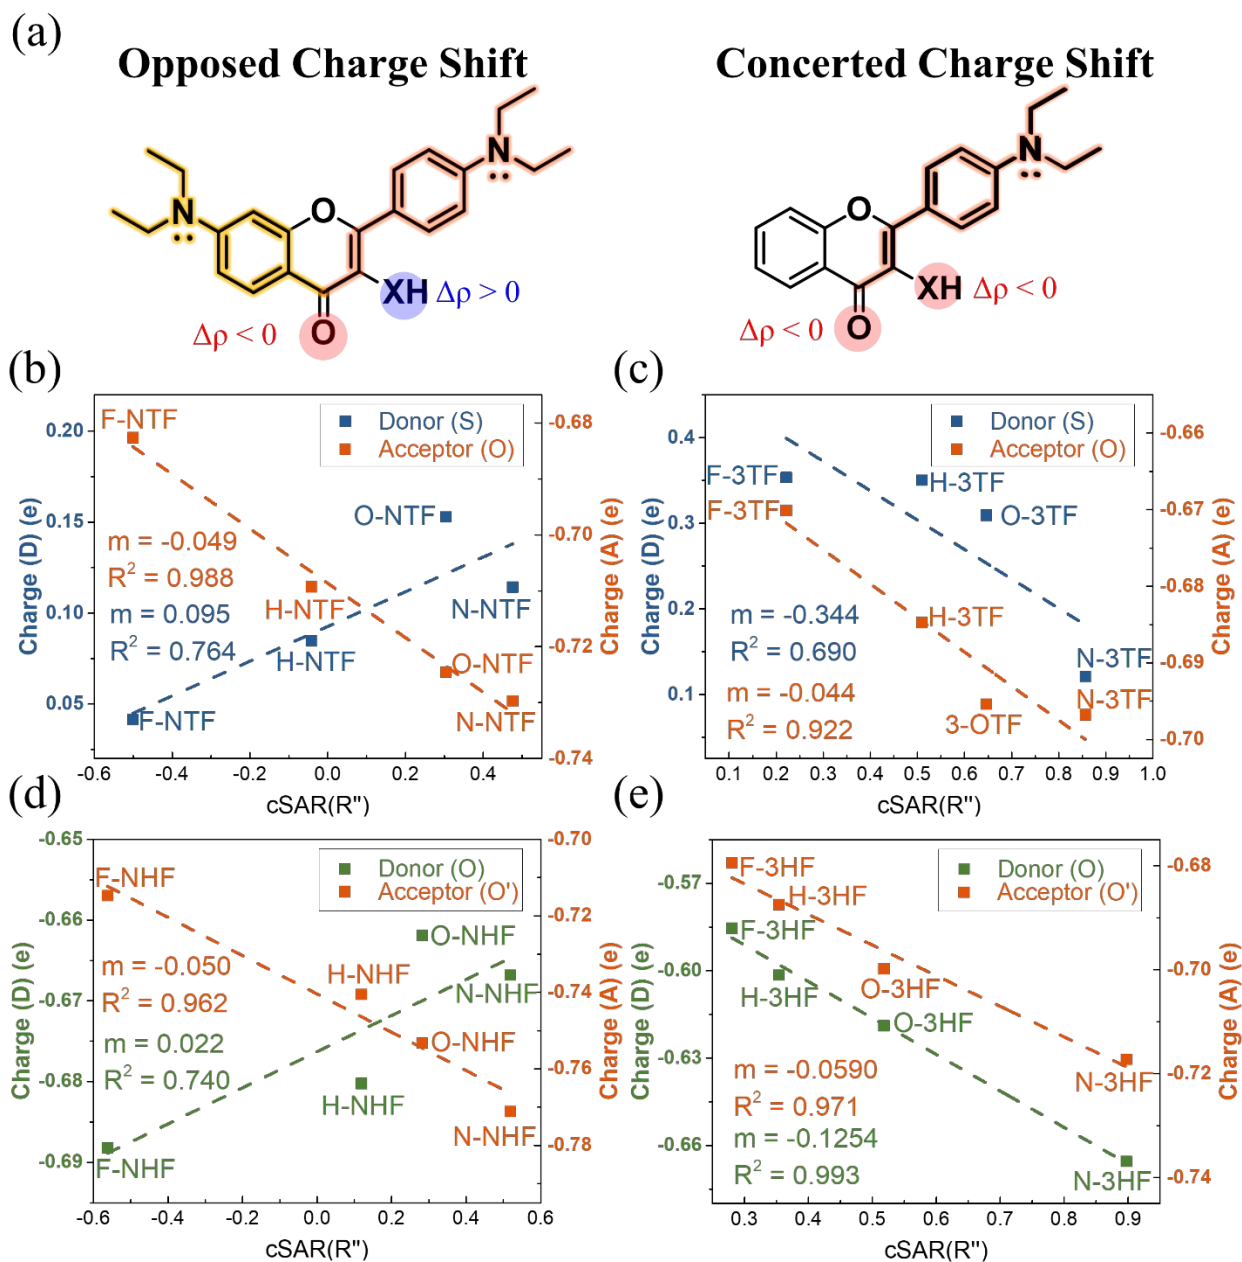 (a)
Opposed Charge Shift
Concerted Charge Shift
N
N
O
XH
Δρ > 0
O
Δρ < 0
N
O
XH
Δρ < 0
O
Δρ < 0
(b)
Donor (S)
Acceptor (O)
F-NTF
O-NTF
m = -0.049
R² = 0.988
m = 0.095
R² = 0.764
H-NTF
H-NTF
N-NTF
O-NTF
N-NTF
F-NTF
0.20
0.15
0.10
0.05
Charge (D) (e)
-0.68
-0.70
-0.72
-0.74
Charge (A) (e)
-0.6 -0.4 -0.2 0.0 0.2 0.4
cSAR(R")
(c)
Donor (S)
Acceptor (O)
F-3TF
F-3TF
H-3TF
O-3TF
H-3TF
m = -0.344
R² = 0.690
m = -0.044
R² = 0.922
N-3TF
N-3TF
3-OTF
0.4
0.3
0.2
0.1
Charge (D) (e)
-0.66
-0.67
-0.68
-0.69
-0.70
Charge (A) (e)
0.1 0.2 0.3 0.4 0.5 0.6 0.7 0.8 0.9 1.0
cSAR(R")
(d)
Donor (O)
Acceptor (O')
F-NHF
O-NHF
H-NHF
N-NHF
m = -0.050
R² = 0.962
m = 0.022
R² = 0.740
O-NHF
H-NHF
N-NHF
F-NHF
-0.65
-0.66
-0.67
-0.68
-0.69
Charge (D) (e)
-0.70
-0.72
-0.74
-0.76
-0.78
Charge (A) (e)
-0.6 -0.4 -0.2 0.0 0.2 0.4 0.6
cSAR(R")
(e)
Donor (O)
Acceptor (O')
F-3HF
H-3HF
F-3HF
H-3HF
O-3HF
O-3HF
m = -0.0590
R² = 0.971
m = -0.1254
R² = 0.993
N-3HF
N-3HF
-0.57
-0.60
-0.63
-0.66
Charge (D) (e)
-0.68
-0.70
-0.72
-0.74
Charge (A) (e)
0.3 0.4 0.5 0.6 0.7 0.8 0.9
cSAR(R")